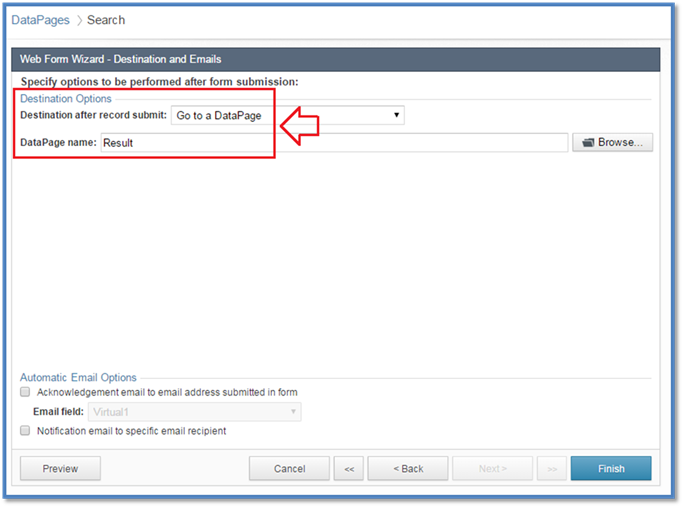 DataPages > Search
Web Form Wizard - Destination and Emails
Specify options to be performed after form submission:
Destination Options
Destination after record submit: Go to a DataPage
DataPage name: Result Browse...
Automatic Email Options
Acknowledgement email to email address submitted in form
Email field: Virtual1
Notification email to specific email recipient
Preview Cancel << < Back Next > >> Finish